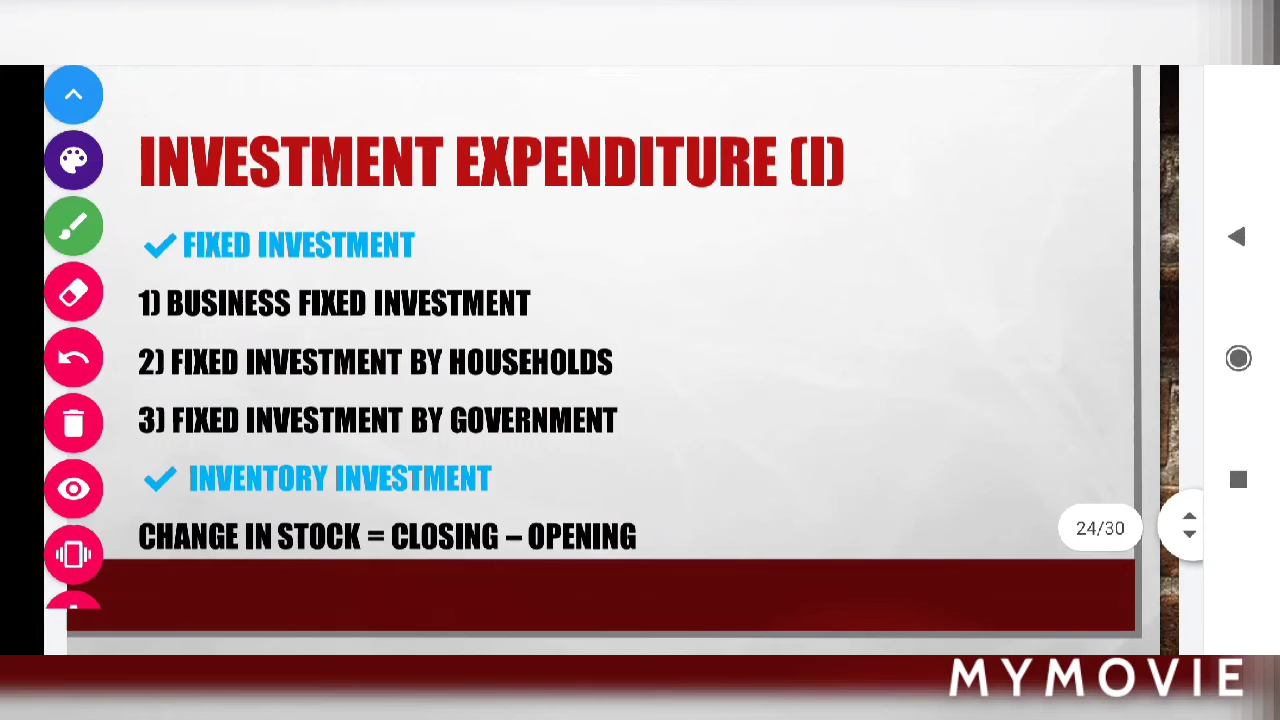 INVESTMENT EXPENDITURE (I)
FIXED INVESTMENT
1) BUSINESS FIXED INVESTMENT
2) FIXED INVESTMENT BY HOUSEHOLDS
3) FIXED INVESTMENT BY GOVERNMENT
INVENTORY INVESTMENT
CHANGE IN STOCK = CLOSING – OPENING
24/30
MYMOVIE